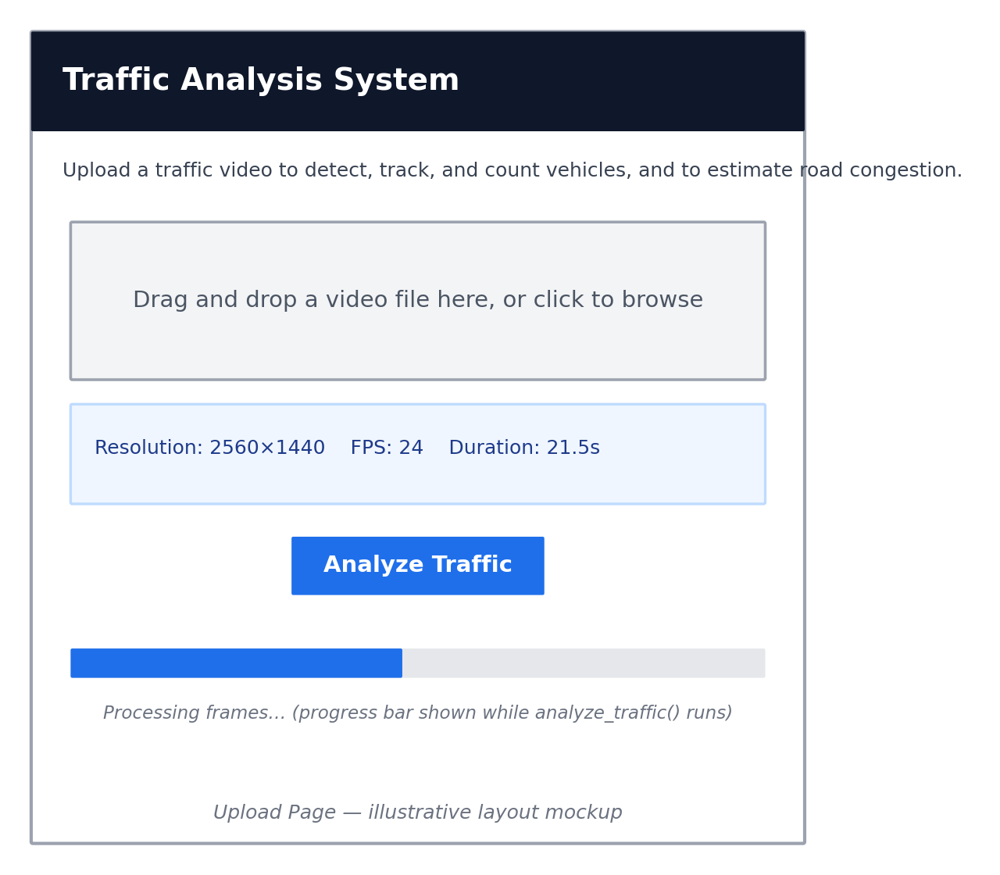 Traffic Analysis System
Upload a traffic video to detect, track, and count vehicles, and to estimate road congestion.
Drag and drop a video file here, or click to browse
Resolution: 2560×1440 FPS: 24 Duration: 21.5s
Analyze Traffic
Processing frames... (progress bar shown while analyze_traffic() runs)
Upload Page — illustrative layout mockup